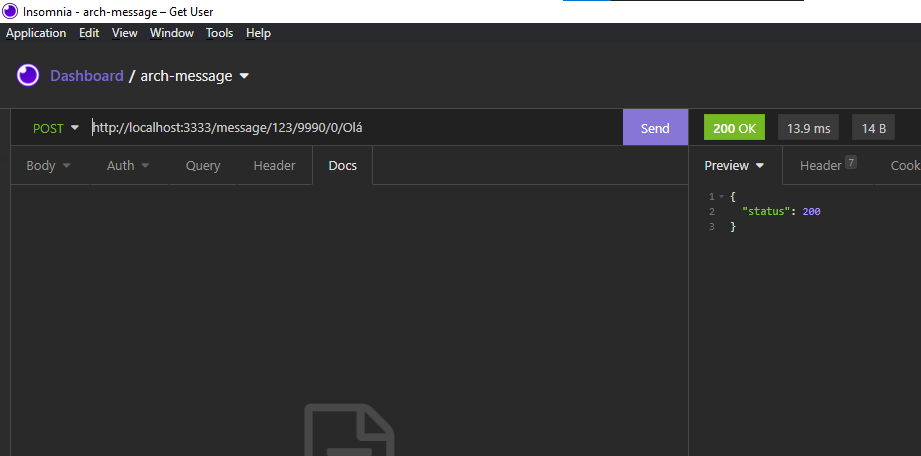 Insomnia - arch-message – Get User
Application Edit View Window Tools Help
Dashboard / arch-message
POST http://localhost:3333/message/123/9990/0/Olá Send 200 OK 13.9 ms 14 B
Body Auth Query Header Docs Preview Header 7 Cook
1 {
2 "status": 200
3 }